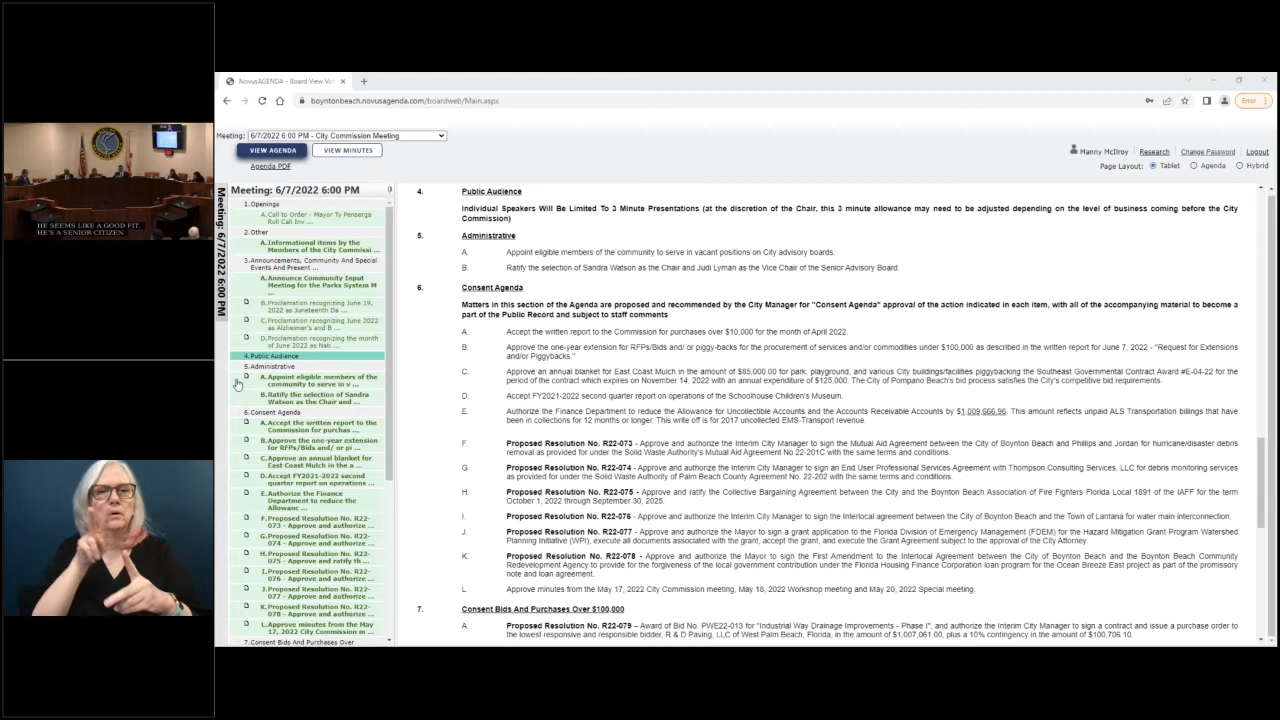 HE SEEMS LIKE A GOOD FIT.
HE'S A SENIOR CITIZEN.
NovusAGENDA - Board View Ve
boyntonbeach.novusagenda.com/boardweb/Main.aspx
Error
Meeting: 6/7/2022 6:00 PM - City Commission Meeting
VIEW AGENDA VIEW MINUTES
Agenda PDF
Manny McIlroy Research Change Password Logout
Page Layout: Tablet Agenda Hybrid
Meeting: 6/7/2022 6:00 PM
Meeting: 6/7/2022 6:00 PM
1.Openings
A.Call to Order - Mayor Ty Penserga
Roll Call Inv ...
2.Other
A.Informational items by the
Members of the City Commissi ...
3.Announcements, Community And Special
Events And Present ...
A.Announce Community Input
Meeting for the Parks System M
...
B.Proclamation recognizing June 19,
2022 as Juneteenth Da ...
C.Proclamation recognizing June 2022
as Alzheimer's and B ...
D.Proclamation recognizing the month
of June 2022 as Nati ...
4.Public Audience
5.Administrative
A.Appoint eligible members of the
community to serve in v ...
B.Ratify the selection of Sandra
Watson as the Chair and ...
6.Consent Agenda
A.Accept the written report to the
Commission for purchas ...
B.Approve the one-year extension
for RFPs/Bids and/ or pi ...
C.Approve an annual blanket for
East Coast Mulch in the a ...
D.Accept FY2021-2022 second
quarter report on operations ...
E.Authorize the Finance
Department to reduce the
Allowanc ...
F.Proposed Resolution No. R22-
073 - Approve and authorize ...
G.Proposed Resolution No. R22-
074 - Approve and authorize ...
H.Proposed Resolution No. R22-
075 - Approve and ratify th ...
I.Proposed Resolution No. R22-
076 - Approve and authorize ...
J.Proposed Resolution No. R22-
077 - Approve and authorize ...
K.Proposed Resolution No. R22-
078 - Approve and authorize ...
L.Approve minutes from the May
17, 2022 City Commission m ...
7.Consent Bids And Purchases Over
4. Public Audience
Individual Speakers Will Be Limited To 3 Minute Presentations (at the discretion of the Chair, this 3 minute allowance may need to be adjusted depending on the level of business coming before the City
Commission)
5. Administrative
A. Appoint eligible members of the community to serve in vacant positions on City advisory boards.
B. Ratify the selection of Sandra Watson as the Chair and Judi Lyman as the Vice Chair of the Senior Advisory Board.
6. Consent Agenda
Matters in this section of the Agenda are proposed and recommended by the City Manager for "Consent Agenda" approval of the action indicated in each item, with all of the accompanying material to become a
part of the Public Record and subject to staff comments
A. Accept the written report to the Commission for purchases over $10,000 for the month of April 2022.
B. Approve the one-year extension for RFPs/Bids and/ or piggy-backs for the procurement of services and/or commodities under $100,000 as described in the written report for June 7, 2022 - "Request for Extensions
and/or Piggybacks."
C. Approve an annual blanket for East Coast Mulch in the amount of $85,000.00 for park, playground, and various City buildings/facilities piggybacking the Southeast Governmental Contract Award #E-04-22 for the
period of the contract which expires on November 14, 2022 with an annual expenditure of $125,000. The City of Pompano Beach's bid process satisfies the City's competitive bid requirements.
D. Accept FY2021-2022 second quarter report on operations of the Schoolhouse Children's Museum.
E. Authorize the Finance Department to reduce the Allowance for Uncollectible Accounts and the Accounts Receivable Accounts by $1,009,666.96. This amount reflects unpaid ALS Transportation billings that have
been in collections for 12 months or longer. This write off is for 2017 uncollected EMS-Transport revenue.
F. Proposed Resolution No. R22-073 - Approve and authorize the Interim City Manager to sign the Mutual Aid Agreement between the City of Boynton Beach and Phillips and Jordan for hurricane/disaster debris
removal as provided for under the Solid Waste Authority's Mutual Aid Agreement No 22-201C with the same terms and conditions.
G. Proposed Resolution No. R22-074 - Approve and authorize the Interim City Manager to sign an End User Professional Services Agreement with Thompson Consulting Services, LLC for debris monitoring services
as provided for under the Solid Waste Authority of Palm Beach County Agreement No. 22-202 with the same terms and conditions.
H. Proposed Resolution No. R22-075 - Approve and ratify the Collective Bargaining Agreement between the City and the Boynton Beach Association of Fire Fighters Florida Local 1891 of the IAFF for the term
October 1, 2022 through September 30, 2025.
I. Proposed Resolution No. R22-076 - Approve and authorize the Interim City Manager to sign the Interlocal agreement between the City of Boynton Beach and the Town of Lantana for water main interconnection.
J. Proposed Resolution No. R22-077 - Approve and authorize the Mayor to sign a grant application to the Florida Division of Emergency Management (FDEM) for the Hazard Mitigation Grant Program Watershed
Planning Initiative (WPI), execute all documents associated with the grant, accept the grant, and execute the Grant Agreement subject to the approval of the City Attorney.
K. Proposed Resolution No. R22-078 - Approve and authorize the Mayor to sign the First Amendment to the Interlocal Agreement between the City of Boynton Beach and the Boynton Beach Community
Redevelopment Agency to provide for the forgiveness of the local government contribution under the Florida Housing Finance Corporation loan program for the Ocean Breeze East project as part of the promissory
note and loan agreement.
L. Approve minutes from the May 17, 2022 City Commission meeting, May 18, 2022 Workshop meeting and May 20, 2022 Special meeting.
7. Consent Bids And Purchases Over $100,000
A. Proposed Resolution No. R22-079 – Award of Bid No. PWE22-013 for "Industrial Way Drainage Improvements - Phase I", and authorize the Interim City Manager to sign a contract and issue a purchase order to
the lowest responsive and responsible bidder, R & D Paving, LLC of West Palm Beach, Florida, in the amount of $1,007,061.00, plus a 10% contingency in the amount of $100,706.10.